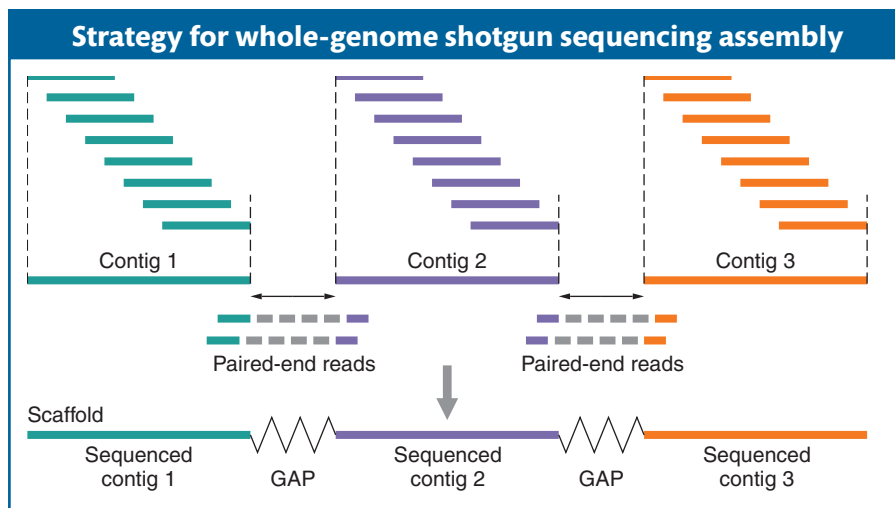 Strategy for whole-genome shotgun sequencing assembly
Contig 1
Contig 2
Contig 3
Paired-end reads
Paired-end reads
Scaffold
Sequenced
contig 1
GAP
Sequenced
contig 2
GAP
Sequenced
contig 3